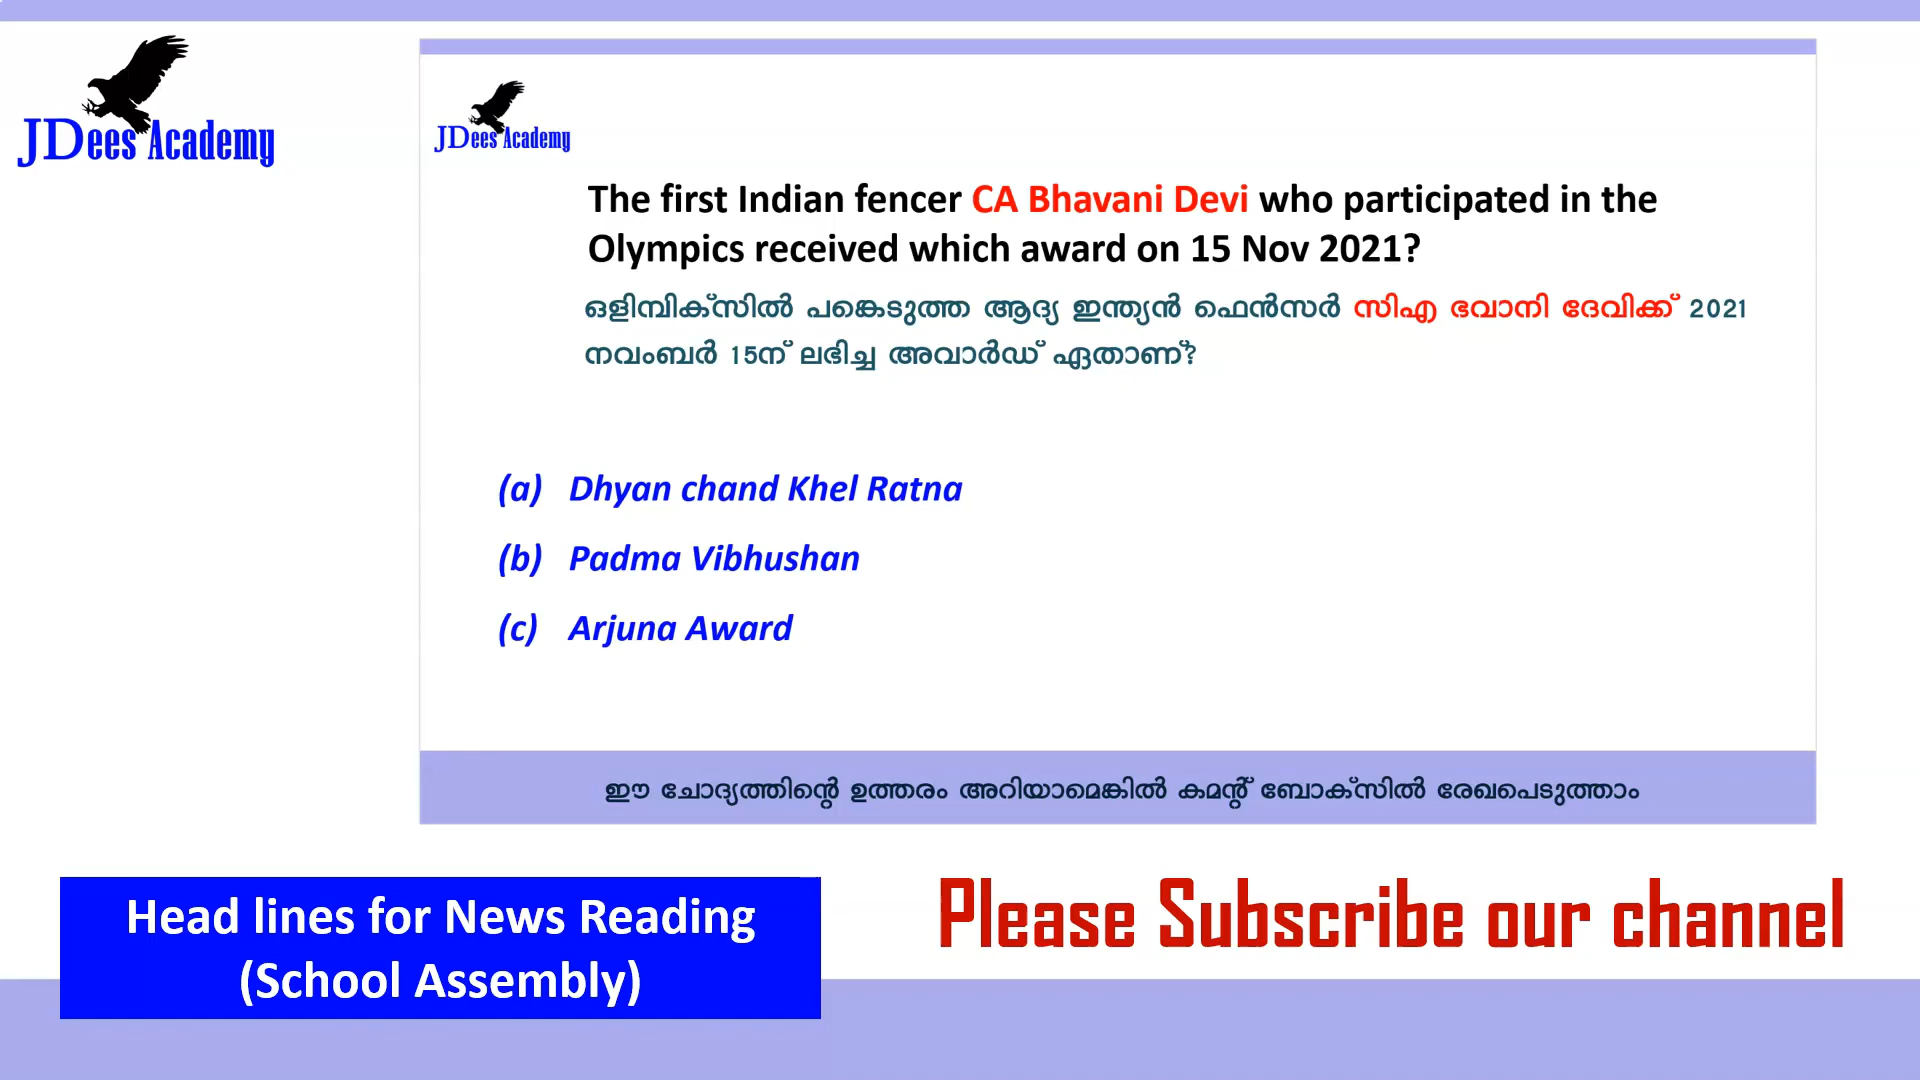 JDees Academy
JDees Academy
The first Indian fencer CA Bhavani Devi who participated in the
Olympics received which award on 15 Nov 2021?
ഒളിമ്പിക്സിൽ പങ്കെടുത്ത ആദ്യ ഇന്ത്യൻ ഫെൻസർ സിഎ ഭവാനി ദേവിക്ക് 2021
നവംബർ 15ന് ലഭിച്ച അവാർഡ് ഏതാണ്?
(a) Dhyan chand Khel Ratna
(b) Padma Vibhushan
(c) Arjuna Award
ഈ ചോദ്യത്തിന്റെ ഉത്തരം അറിയാമെങ്കിൽ കമന്റ് ബോക്സിൽ രേഖപെടുത്താം
Head lines for News Reading
(School Assembly)
Please Subscribe our channel